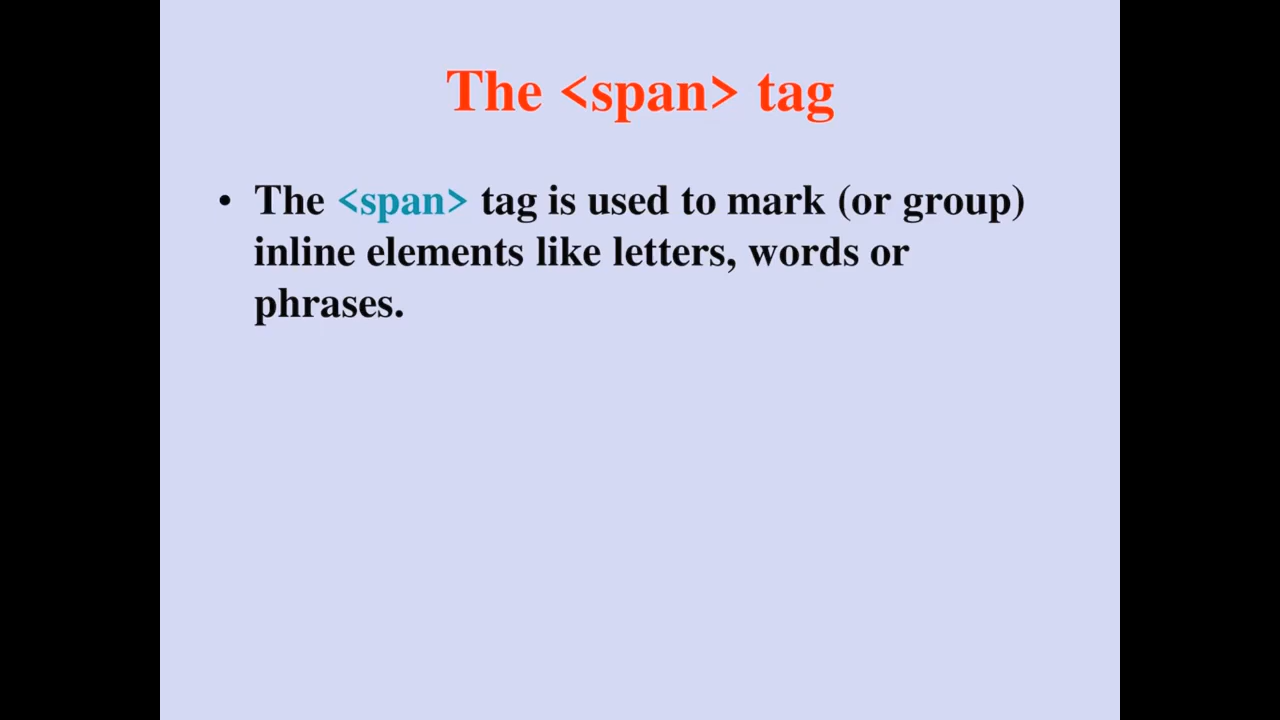 The <span> tag
• The <span> tag is used to mark (or group)
inline elements like letters, words or
phrases.